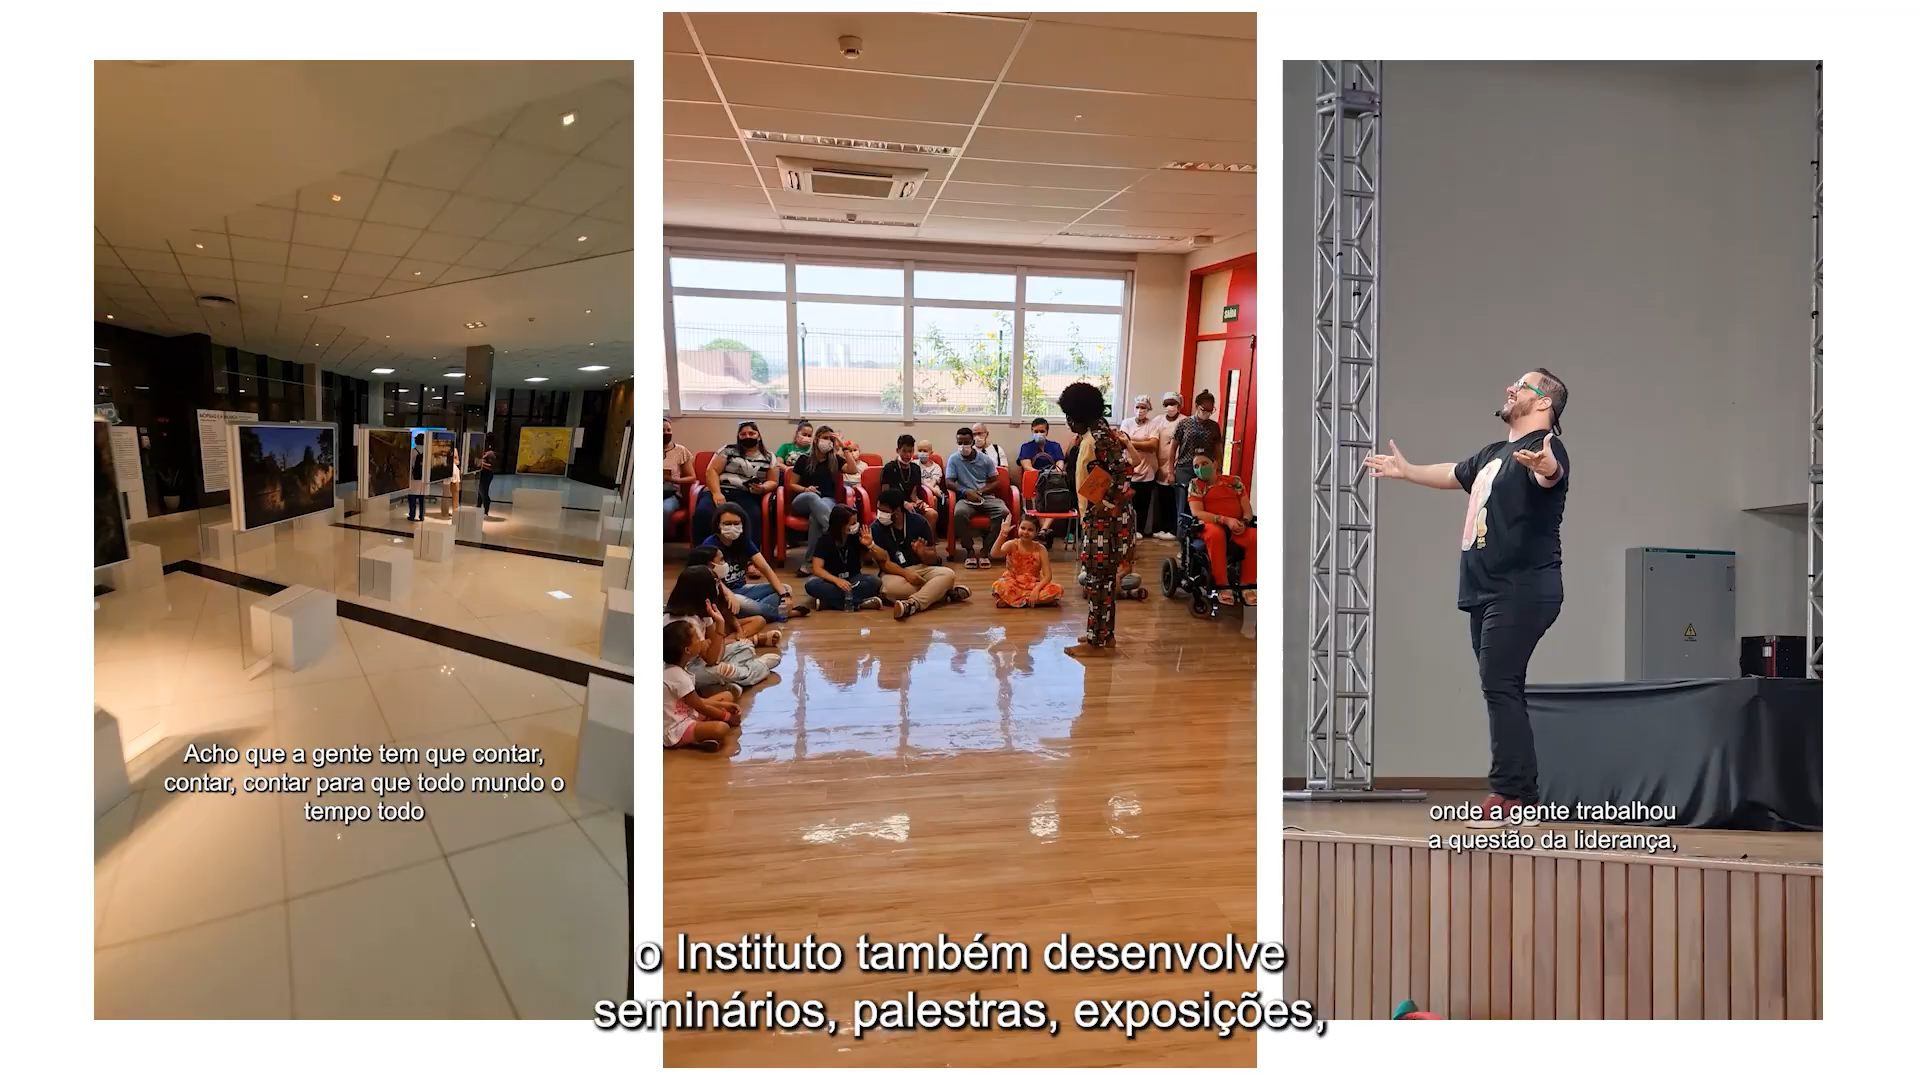 Acho que a gente tem que contar,
contar, contar para que todo mundo o
tempo todo
SAÍDA
onde a gente trabalhou
a questão da liderança,
o Instituto também desenvolve
seminários, palestras, exposições,